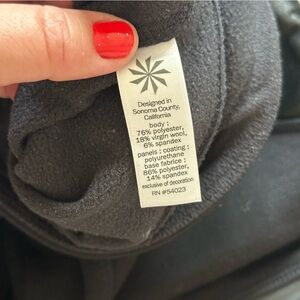 Designed in
Sonoma County,
California
body :
76% polyester,
18% virgin wool,
6% spandex
panels : coating :
polyurethane
base fabrice :
86% polyester,
14% spandex
exclusive of decoration
RN #54023